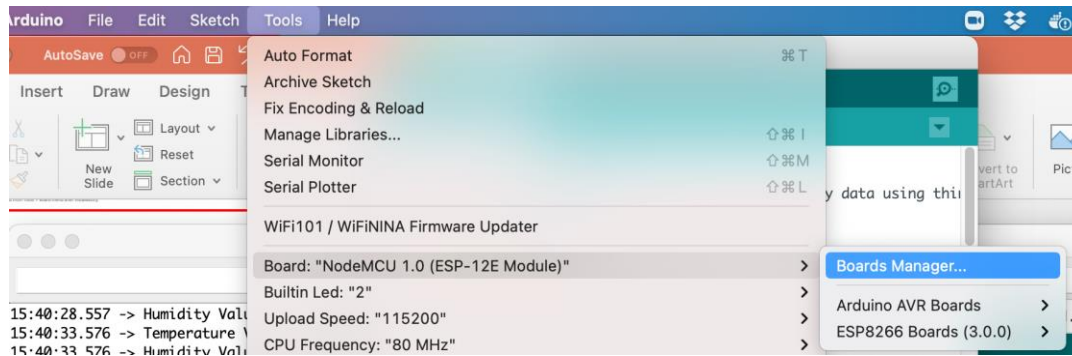 Arduino File Edit Sketch Tools Help
AutoSave OFF
Insert Draw Design
New
Slide
Layout
Reset
Section
Auto Format ⌘ T
Archive Sketch
Fix Encoding & Reload
Manage Libraries... ⇧ ⌘ I
Serial Monitor ⇧ ⌘ M
Serial Plotter ⇧ ⌘ L
WiFi101 / WiFiNINA Firmware Updater
Board: "NodeMCU 1.0 (ESP-12E Module)"
Builtin Led: "2"
Upload Speed: "115200"
CPU Frequency: "80 MHz"
y data using
Boards Manager...
Arduino AVR Boards
ESP8266 Boards (3.0.0)
15:40:28.557 -> Humidity
15:40:33.576 -> Temperature
15:40:33.576 -> Humidity